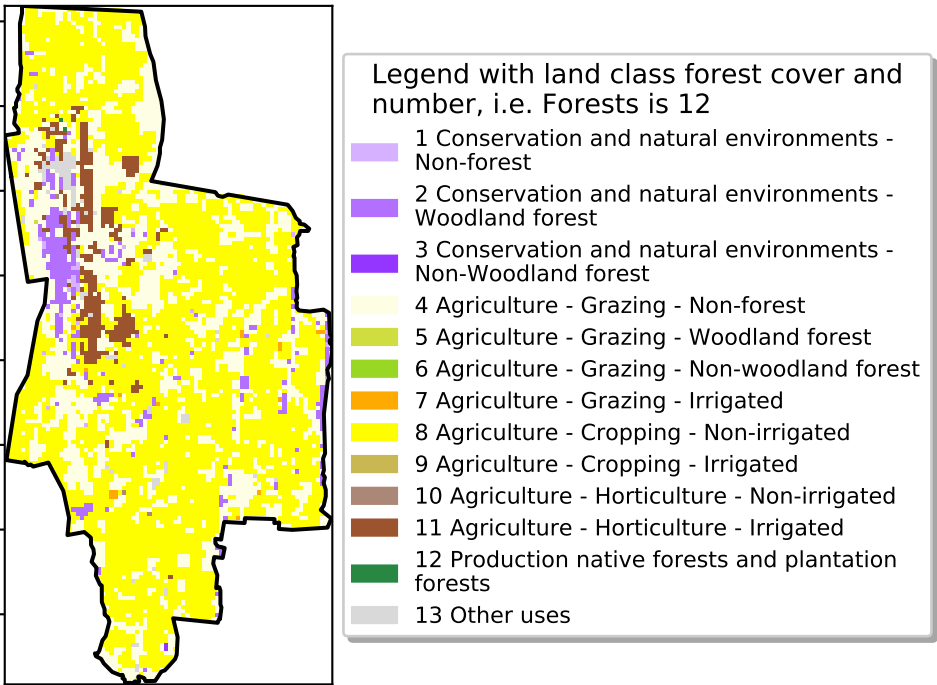 Legend with land class forest cover and
number, i.e. Forests is 12
1 Conservation and natural environments -
Non-forest
2 Conservation and natural environments -
Woodland forest
3 Conservation and natural environments -
Non-Woodland forest
4 Agriculture - Grazing - Non-forest
5 Agriculture - Grazing - Woodland forest
6 Agriculture - Grazing - Non-woodland forest
7 Agriculture - Grazing - Irrigated
8 Agriculture - Cropping - Non-irrigated
9 Agriculture - Cropping - Irrigated
10 Agriculture - Horticulture - Non-irrigated
11 Agriculture - Horticulture - Irrigated
12 Production native forests and plantation
forests
13 Other uses